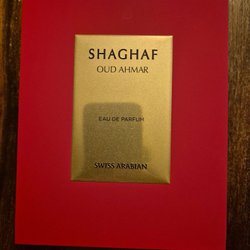 SHAGHAF
OUD AHMAR
EAU DE PARFUM
SWISS ARABIAN